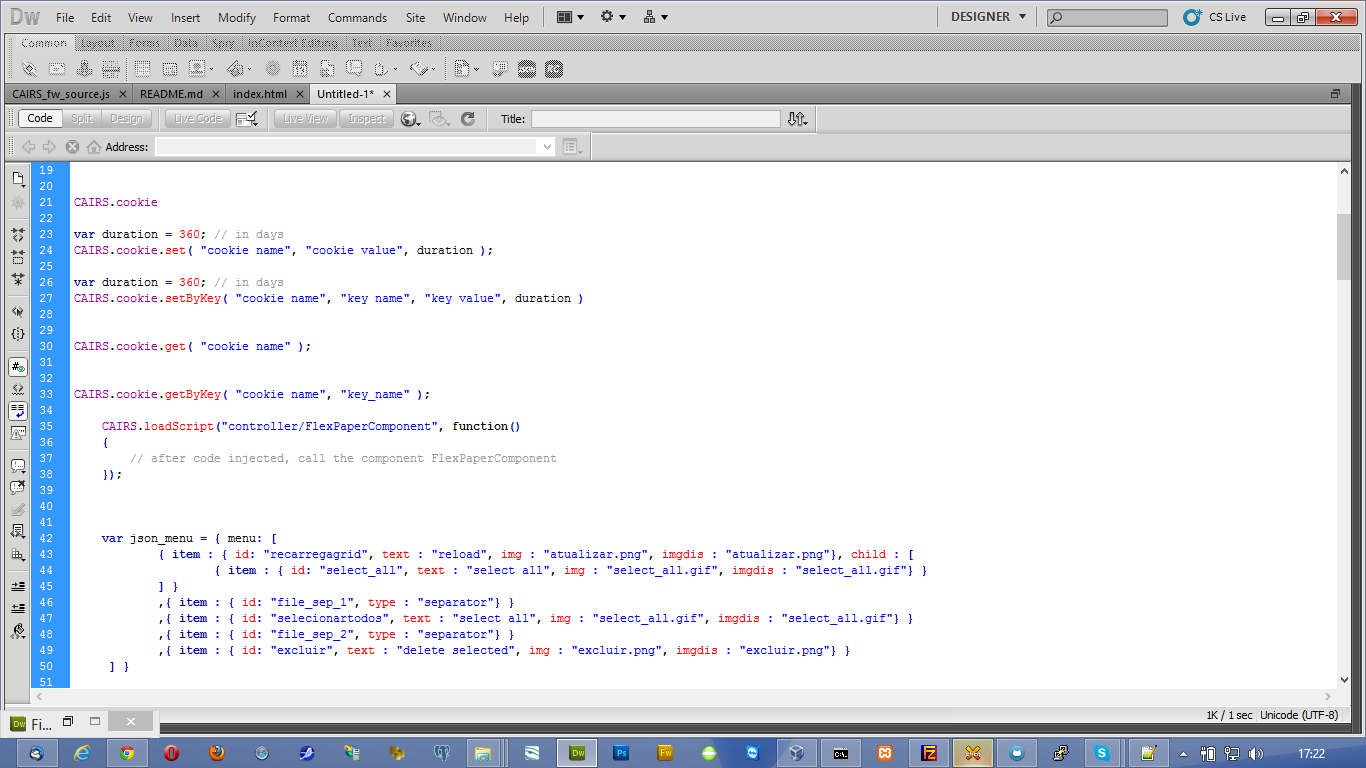 Dw File Edit View Insert Modify Format Commands Site Window Help DESIGNER CS Live
Common Layout Forms Data Spry InContext Editing Text Favorites
CAIRS_fw_source.js README.md index.html Untitled-1*
Code Split Design Live Code Live View Inspect Title:
Address:
19
20
21 CAIRS.cookie
22
23 var duration = 360; // in days
24 CAIRS.cookie.set( "cookie name", "cookie value", duration );
25
26 var duration = 360; // in days
27 CAIRS.cookie.setByKey( "cookie name", "key name", "key value", duration )
28
29
30 CAIRS.cookie.get( "cookie name" );
31
32
33 CAIRS.cookie.getByKey( "cookie name", "key_name" );
34
35 CAIRS.loadScript("controller/FlexPaperComponent", function()
36 {
37 // after code injected, call the component FlexPaperComponent
38 });
39
40
41
42 var json_menu = { menu: [
43 { item : { id: "recarregagrid", text : "reload", img : "atualizar.png", imgdis : "atualizar.png"}, child : [
44 { item : { id: "select_all", text : "select all", img : "select_all.gif", imgdis : "select_all.gif"} }
45 ] }
46 ,{ item : { id: "file_sep_1", type : "separator"} }
47 ,{ item : { id: "selecionartodos", text : "select all", img : "select_all.gif", imgdis : "select_all.gif"} }
48 ,{ item : { id: "file_sep_2", type : "separator"} }
49 ,{ item : { id: "excluir", text : "delete selected", img : "excluir.png", imgdis : "excluir.png"} }
50 ] }
51
1K / 1 sec Unicode (UTF-8)
Dw Fi...
Dw Ps Fw FZ
17:22